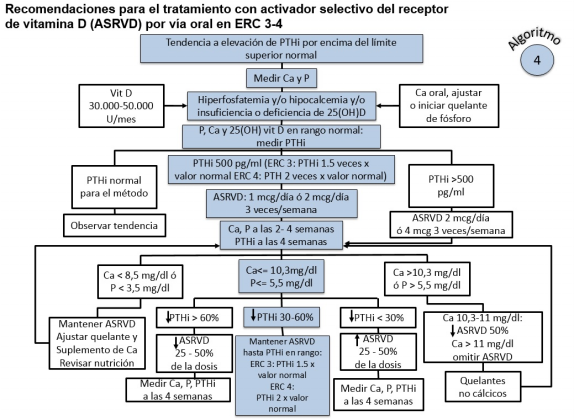 Recomendaciones para el tratamiento con activador selectivo del receptor
de vitamina D (ASRVD) por via oral en ERC 3-4
Algoritmo
4
Tendencia a elevación de PTHi por encima del límite
superior normal
Medir Ca y P
Vit D
30.000-50.000
U/mes
Hiperfosfatemia y/o hipocalcemia y/o
insuficiencia o deficiencia de 25(OH)D
Ca oral, ajustar
o iniciar quelante
de fósforo
P, Ca y 25(OH) vit D en rango normal:
medir PTHi
PTHi normal
para el método
PTHi 500 pg/ml (ERC 3: PTHi 1.5 veces x
valor normal ERC 4: PTH 2 veces x valor normal)
PTHi >500
pg/ml
Observar tendencia
ASRVD: 1 mcg/día ó 2 mcg/día
3 veces/semana
ASRVD 2 mcg/día
ó 4 mcg 3 veces/semana
Ca, P a las 2- 4 semanas
PTHi a las 4 semanas
Ca < 8,5 mg/dl ó
P < 3,5 mg/dl
Ca<= 10,3mg/dl
P<= 5,5 mg/dl
Ca >10,3 mg/dl
ó P > 5,5 mg/dl
Mantener ASRVD
Ajustar quelante y
Suplemento de Ca
Revisar nutrición
↓PTHi > 60%
↓PTHi 30-60%
↓PTHi < 30%
Ca 10,3-11 mg/dl:
↓ASRVD 50%
Ca > 11 mg/dl
omitir ASRVD
↓ASRVD
25 - 50%
de la dosis
Mantener ASRVD
hasta PTHi en rango:
ERC 3: PTHi 1.5 x
valor normal
ERC 4:
PTHi 2 x valor
normal
↑ASRVD
25 - 50%
de la dosis
Medir Ca, P, PTHi
a las 4 semanas
Medir Ca, P, PTHi
a las 4 semanas
Quelantes
no cálcicos